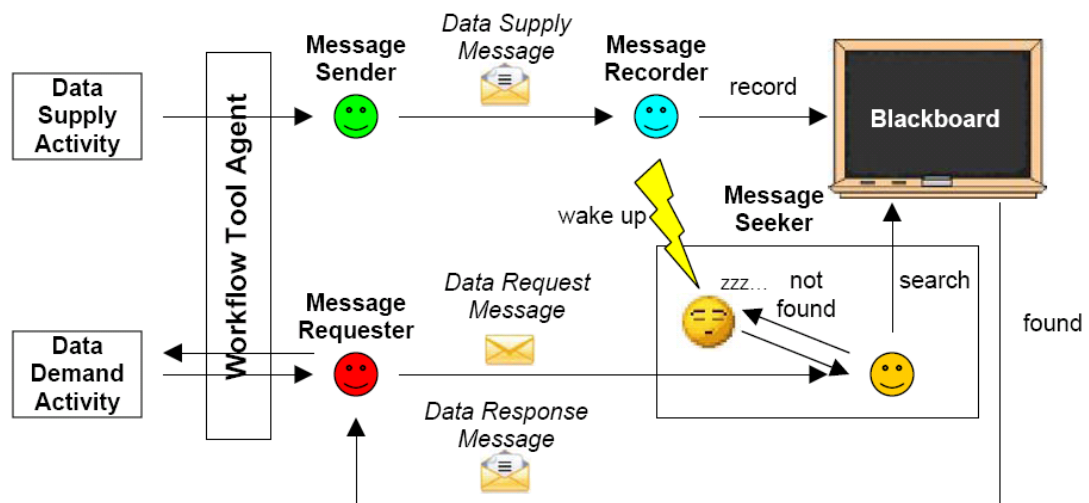 Data
Supply
Activity
Workflow Tool Agent
Message
Sender
Data Supply
Message
Message
Recorder
record
Blackboard
wake up
Message
Seeker
zzz...
not
found
search
found
Data Request
Message
Message
Requester
Data
Demand
Activity
Data Response
Message